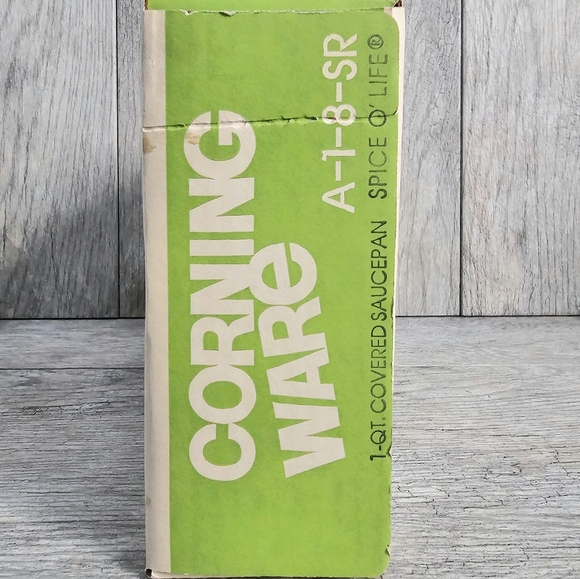 CORNING
WARe
A-1-8-SR
1-QT. COVERED SAUCEPAN SPICE O' LIFE®